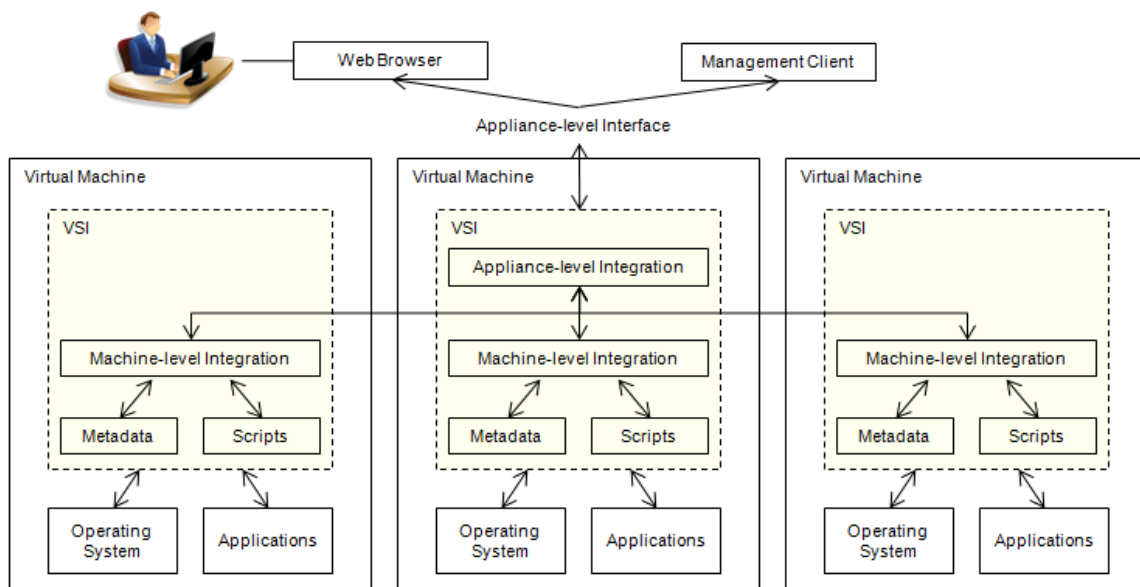 Web Browser
Management Client
Appliance-level Interface
Virtual Machine
Virtual Machine
Virtual Machine
VSI
VSI
VSI
Appliance-level Integration
Machine-level Integration
Machine-level Integration
Machine-level Integration
Metadata
Scripts
Metadata
Scripts
Metadata
Scripts
Operating
System
Applications
Operating
System
Applications
Operating
System
Applications